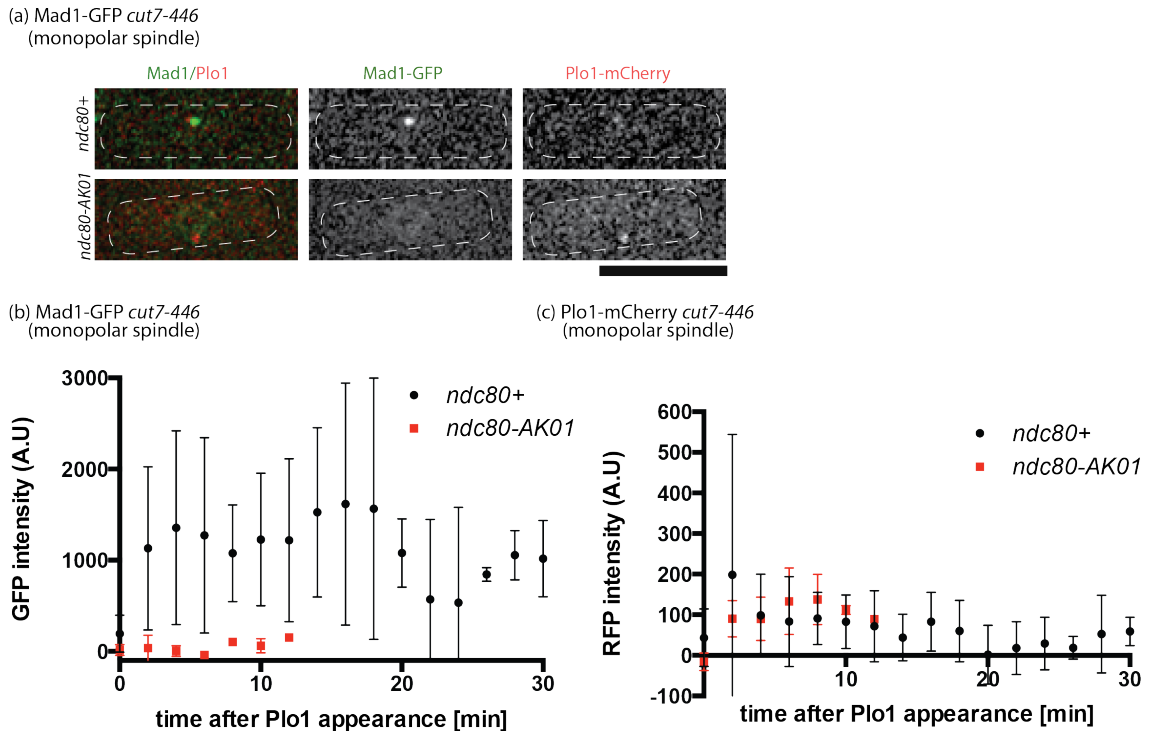 (a) Mad1-GFP cut7-446
(monopolar spindle)
Mad1/Plo1
Mad1-GFP
Plo1-mCherry
ndc80+
ndc80-AK01
(b) Mad1-GFP cut7-446
(monopolar spindle)
3000
2000
1000
0
GFP intensity (A.U)
ndc80+
ndc80-AK01
0
10
20
30
time after Plo1 appearance [min]
(c) Plo1-mCherry cut7-446
(monopolar spindle)
600
500
400
300
200
100
0
-100
RFP intensity (A.U)
ndc80+
ndc80-AK01
10
20
30
time after Plo1 appearance [min]